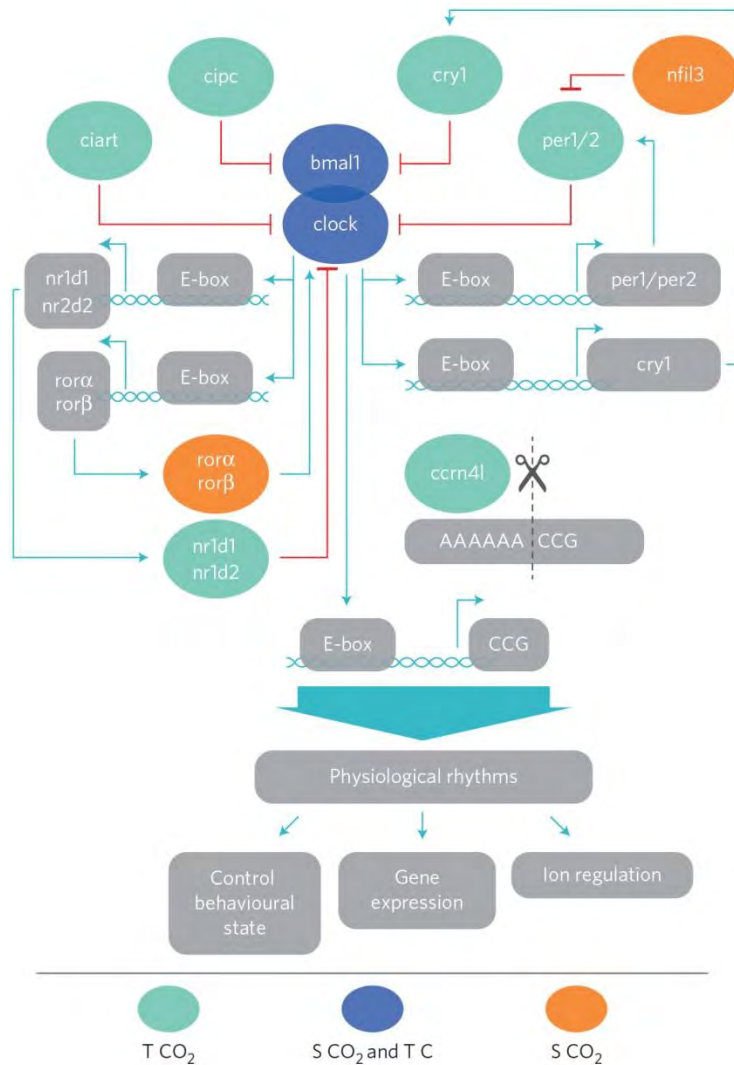 cipc
cry1
nfil3
ciart
bmal1
per1/2
clock
nr1d1
nr2d2
E-box
E-box
per1/per2
rorα
rorβ
E-box
E-box
cry1
rorα
rorβ
ccrn4l
nr1d1
nr1d2
AAAAAA CCG
E-box
CCG
Physiological rhythms
Control
behavioural
state
Gene
expression
Ion regulation
T CO₂
S CO₂ and T C
S CO₂